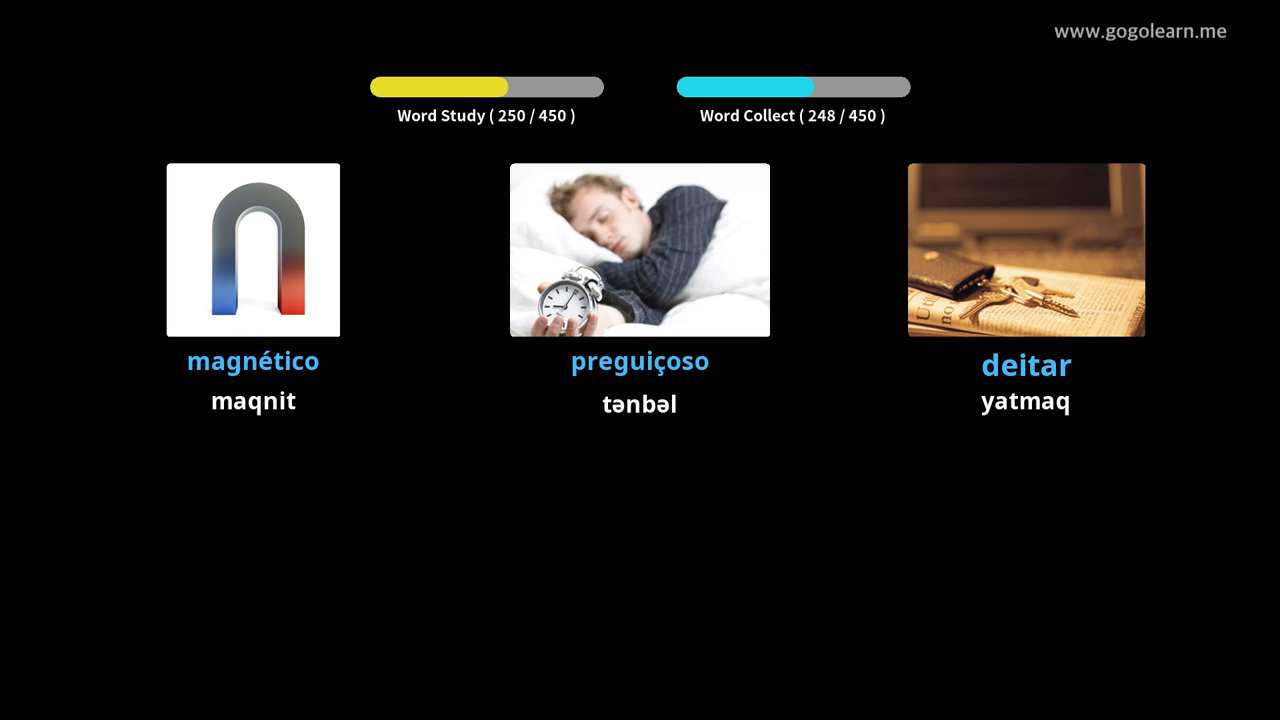 www.gogolearn.me
Word Study ( 250 / 450 )
Word Collect ( 248 / 450 )
magnético
maqnit
preguiçoso
tənbəl
deitar
yatmaq